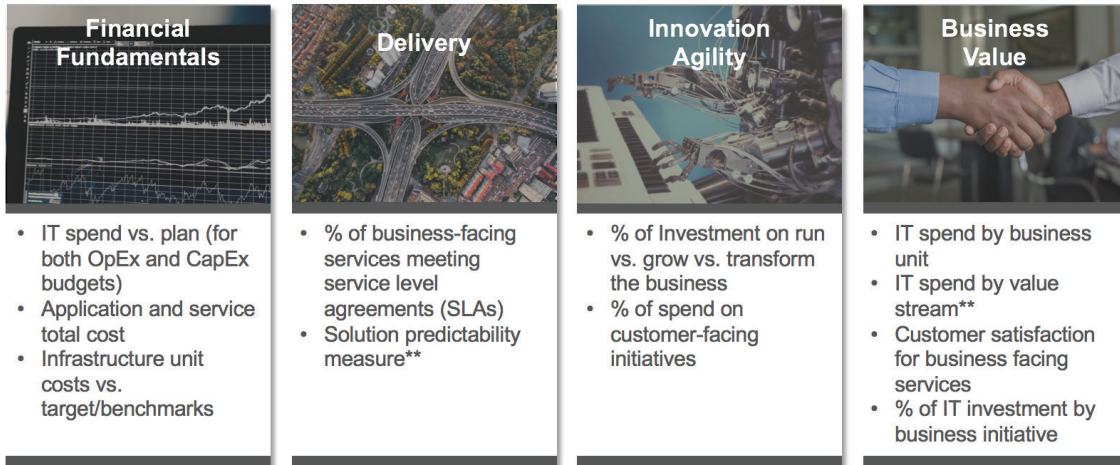 Financial
Fundamentals
• IT spend vs. plan (for
both OpEx and CapEx
budgets)
• Application and service
total cost
• Infrastructure unit
costs vs.
target/benchmarks
Delivery
• % of business-facing
services meeting
service level
agreements (SLAs)
• Solution predictability
measure**
Innovation
Agility
• % of Investment on run
vs. grow vs. transform
the business
• % of spend on
customer-facing
initiatives
Business
Value
• IT spend by business
unit
• IT spend by value
stream**
• Customer satisfaction
for business facing
services
• % of IT investment by
business initiative